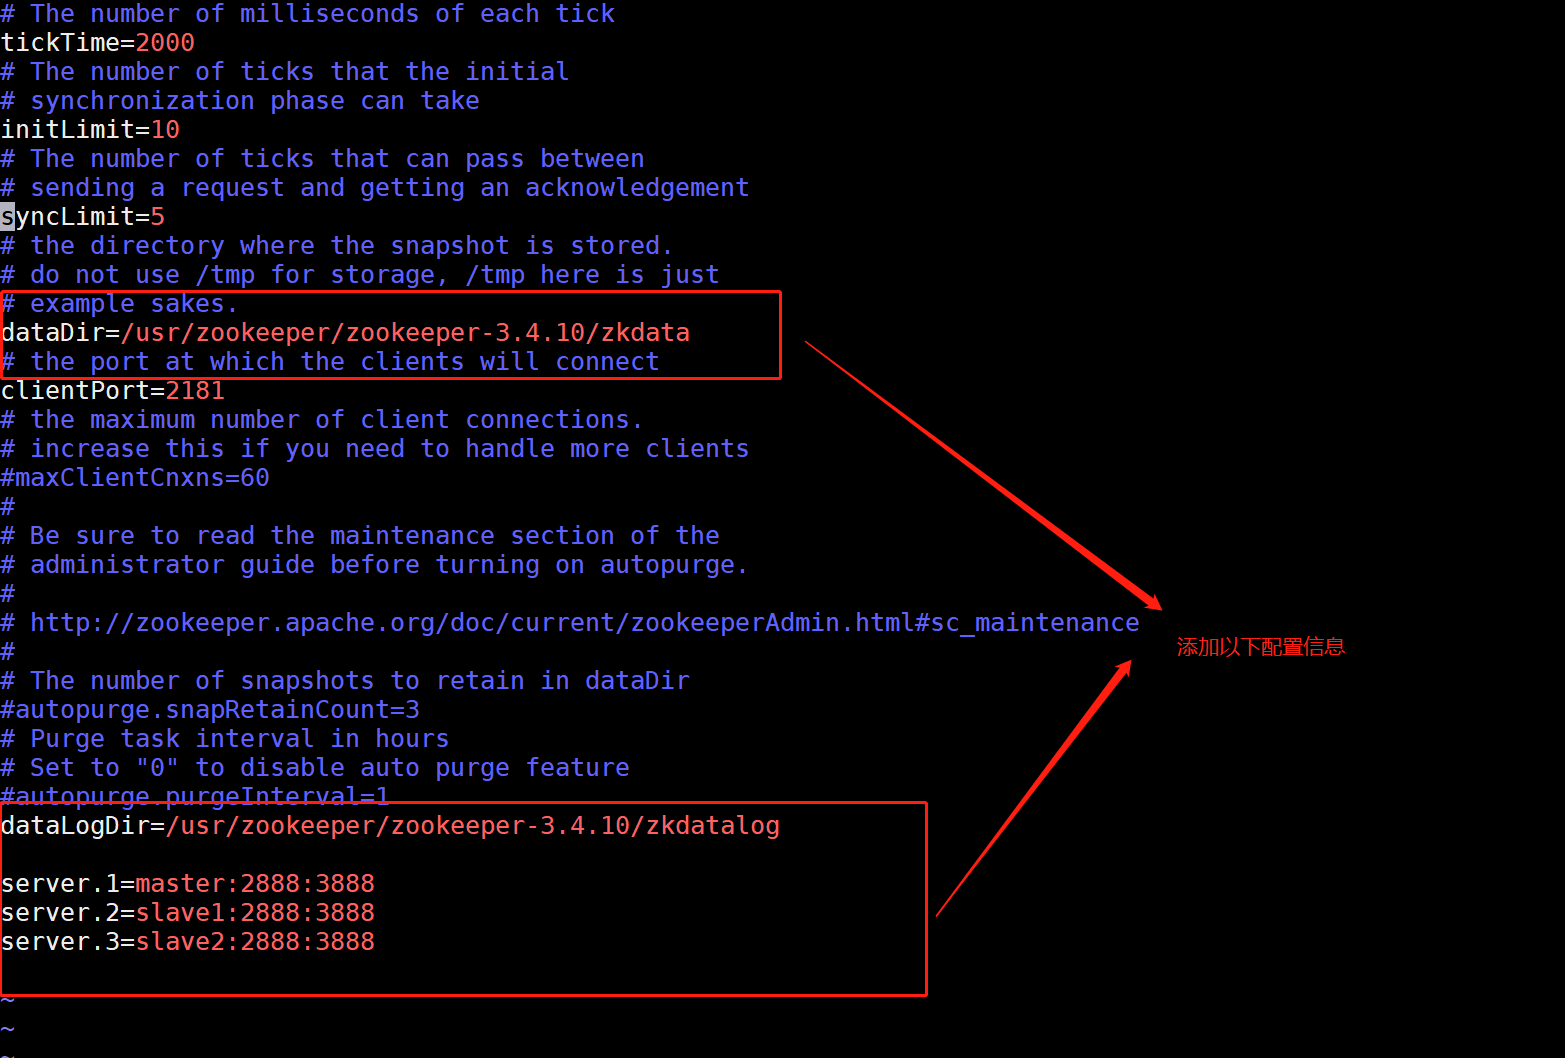 # The number of milliseconds of each tick
tickTime=2000
# The number of ticks that the initial
# synchronization phase can take
initLimit=10
# The number of ticks that can pass between
# sending a request and getting an acknowledgement
syncLimit=5
# the directory where the snapshot is stored.
# do not use /tmp for storage, /tmp here is just
# example sakes.
dataDir=/usr/zookeeper/zookeeper-3.4.10/zkdata
# the port at which the clients will connect
clientPort=2181
# the maximum number of client connections.
# increase this if you need to handle more clients
#maxClientCnxns=60
#
# Be sure to read the maintenance section of the
# administrator guide before turning on autopurge.
#
# http://zookeeper.apache.org/doc/current/zookeeperAdmin.html#sc_maintenance
添加以下配置信息
#
# The number of snapshots to retain in dataDir
#autopurge.snapRetainCount=3
# Purge task interval in hours
# Set to "0" to disable auto purge feature
#autopurge.purgeInterval=1
dataLogDir=/usr/zookeeper/zookeeper-3.4.10/zkdatalog
server.1=master:2888:3888
server.2=slave1:2888:3888
server.3=slave2:2888:3888
~
~
~